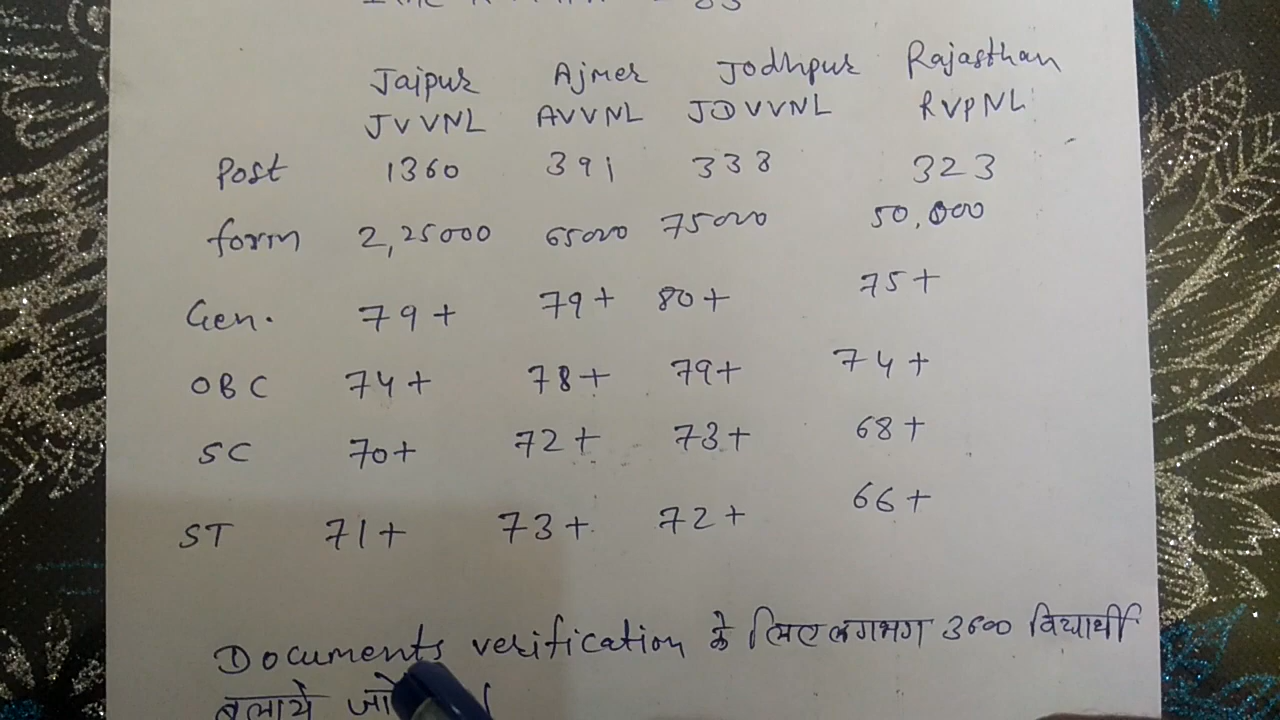 Jaipur Ajmer Jodhpur Rajasthan
JVVNL AVVNL JDVVNL RVPNL
Post 1360 391 338 323
form 2,25000 65000 75000 50,000
Gen. 79+ 79+ 80+ 75+
OBC 74+ 78+ 79+ 74+
SC 70+ 72+ 73+ 68+
ST 71+ 73+ 72+ 66+
Documents verification के लिए लगभग 3600 विद्यार्थी
बुलाये